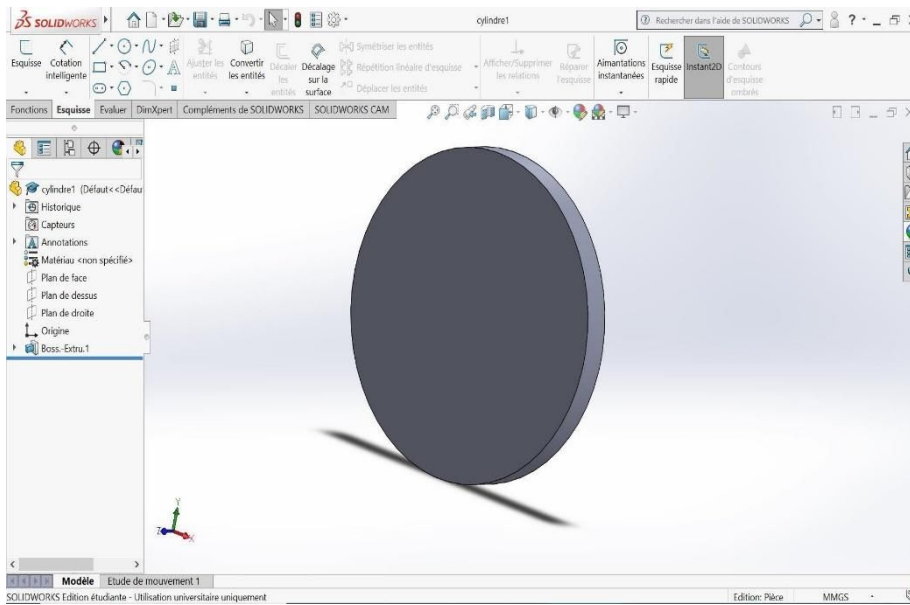 SOLIDWORKS
cylindre1
Rechercher dans l'aide de SOLIDWORKS
Esquisse
Cotation intelligente
Ajuster les entités
Convertir les entités
Décaler les entités
Décalage sur la surface
Symétriser les entités
Répétition linéaire d'esquisse
Déplacer les entités
Afficher/Supprimer les relations
Réparer l'esquisse
Aimantations instantanées
Esquisse rapide
Instant2D
Contours d'esquisse ombrés
Fonctions Esquisse Evaluer DimXpert Compléments de SOLIDWORKS SOLIDWORKS CAM
cylindre1 (Défaut<<Défau
Historique
Capteurs
Annotations
Matériau <non spécifié>
Plan de face
Plan de dessus
Plan de droite
Origine
Boss.-Extru.1
Y
Z
X
Modèle Etude de mouvement 1
SOLIDWORKS Edition étudiante - Utilisation universitaire uniquement
Edition: Pièce MMGS